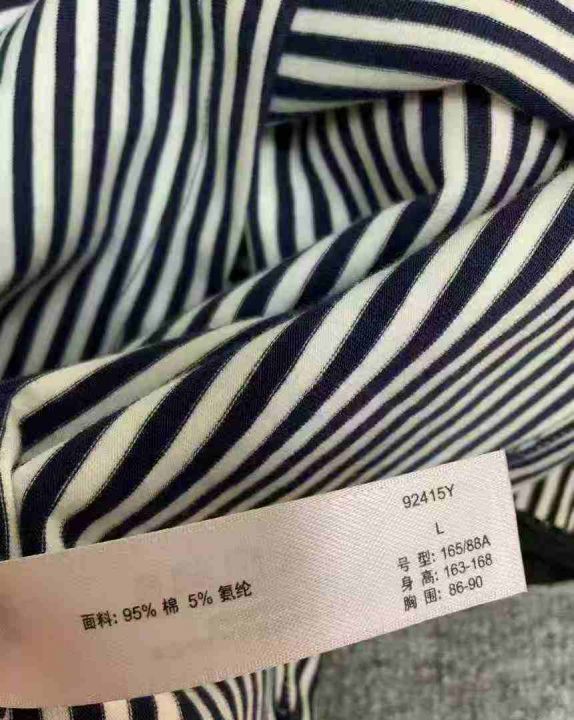 92415Y
L
号 型: 165/88A
身 高: 163-168
胸 围: 86-90
面料: 95% 棉 5% 氨纶